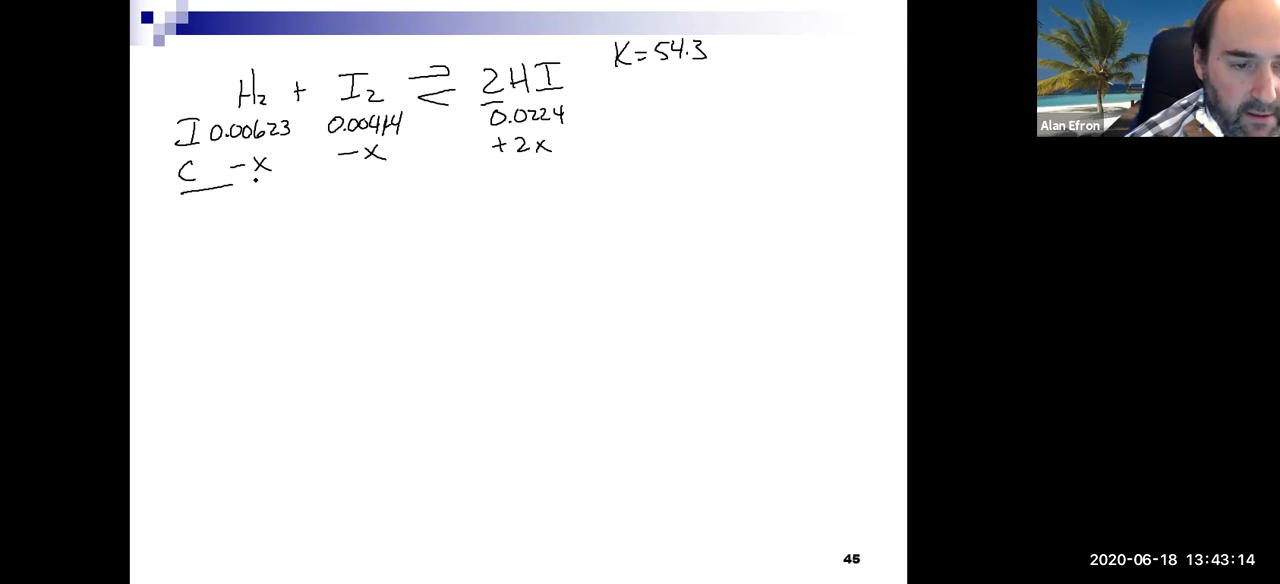 K = 54.3
H₂ + I₂ ⇌ 2HI
I 0.00623 0.00414 0.0224
C -x -x +2x
Alan Efron
45
2020-06-18 13:43:14